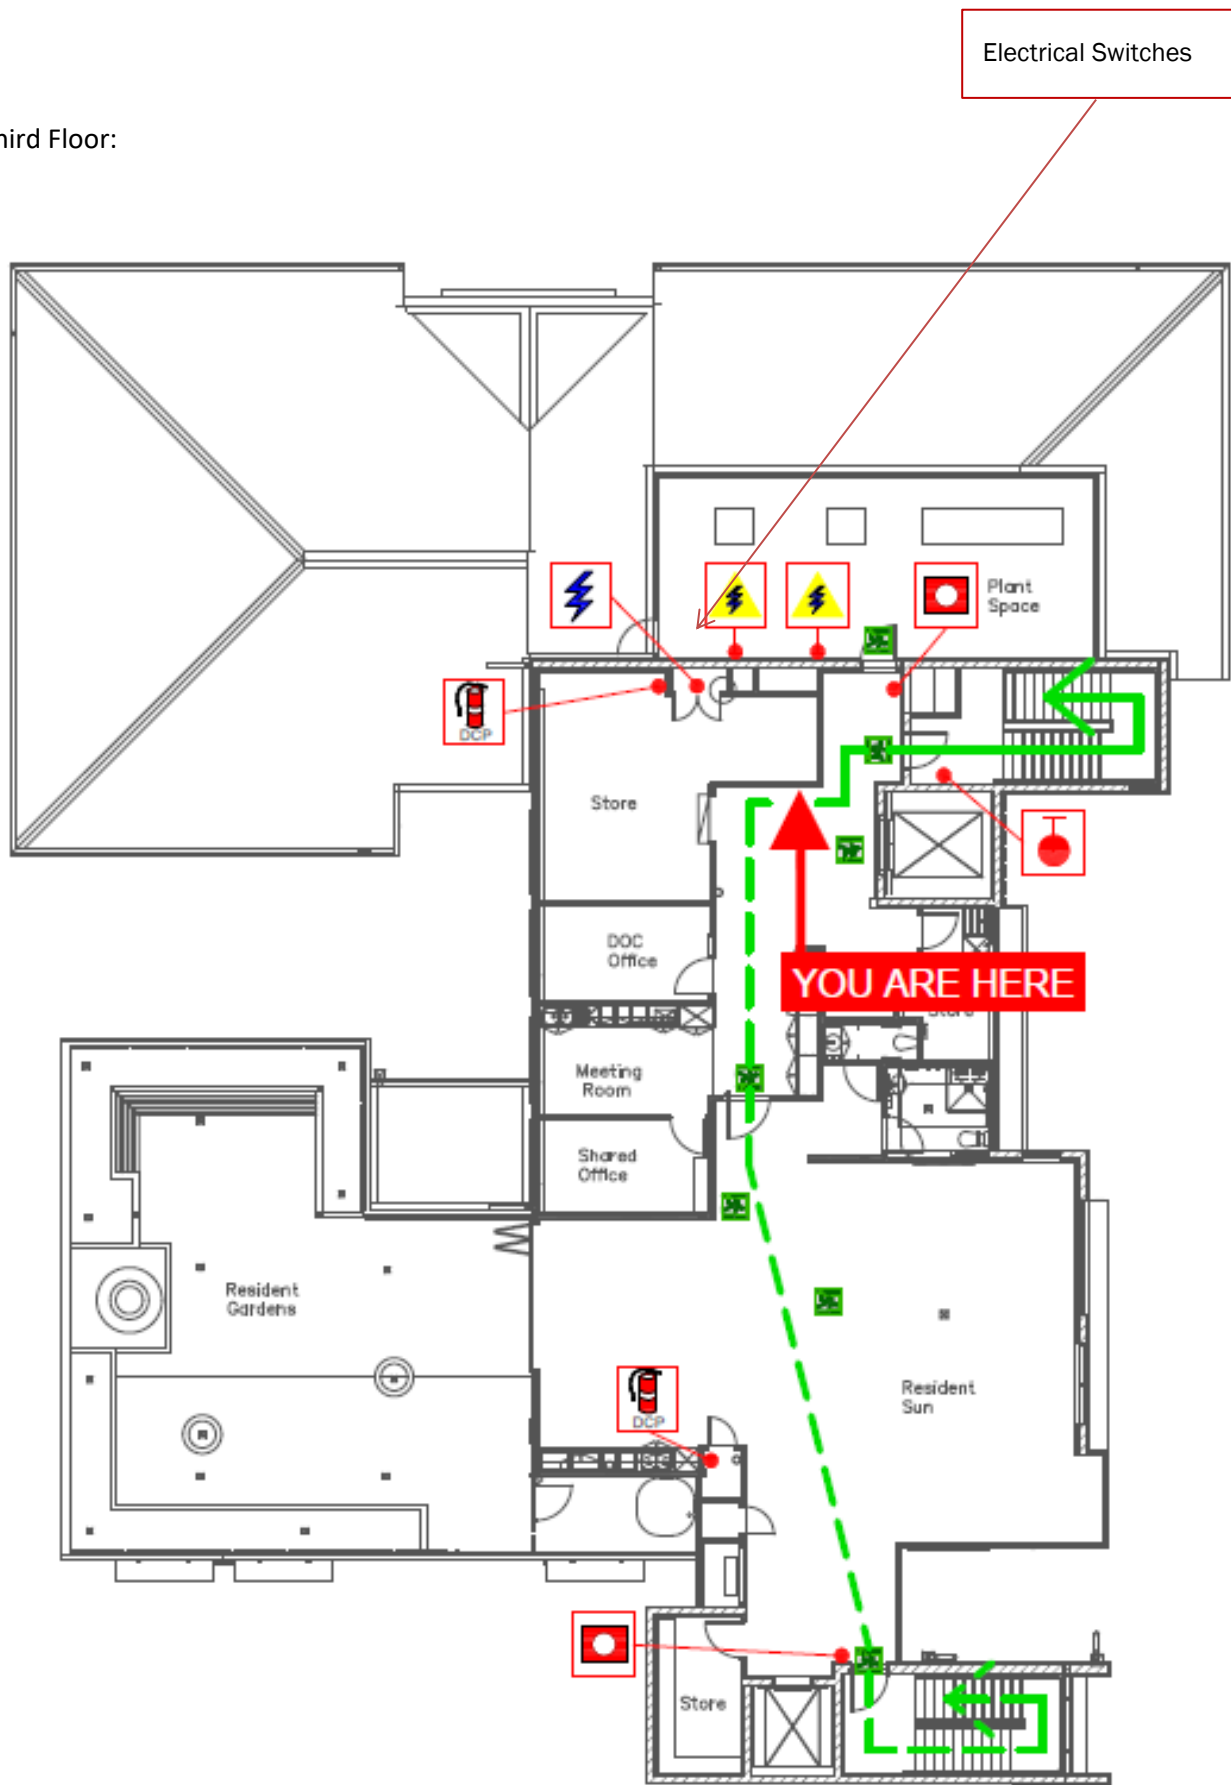 Electrical Switches
hird Floor:
Plant
Space
DCP
Store
DOC
Office
YOU ARE HERE
Store
Meeting
Room
Shared
Office
Resident
Gardens
Resident
Sun
DCP
Store